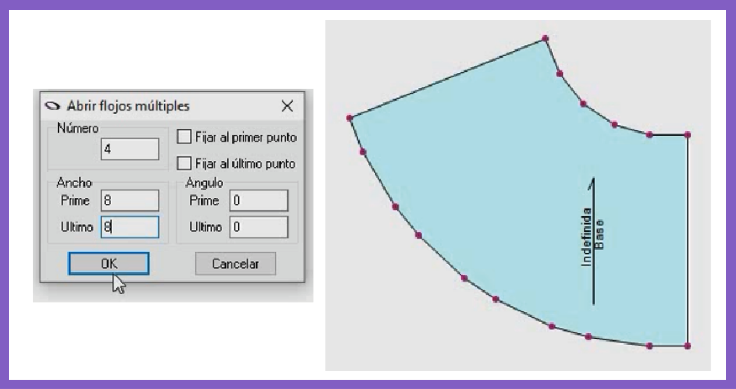 Abrir flojos múltiples
Número
4
Fijar al primer punto
Fijar al último punto
Ancho
Prime 8
Ultimo 8
Angulo
Prime 0
Ultimo 0
OK
Cancelar
Indefinida
Base